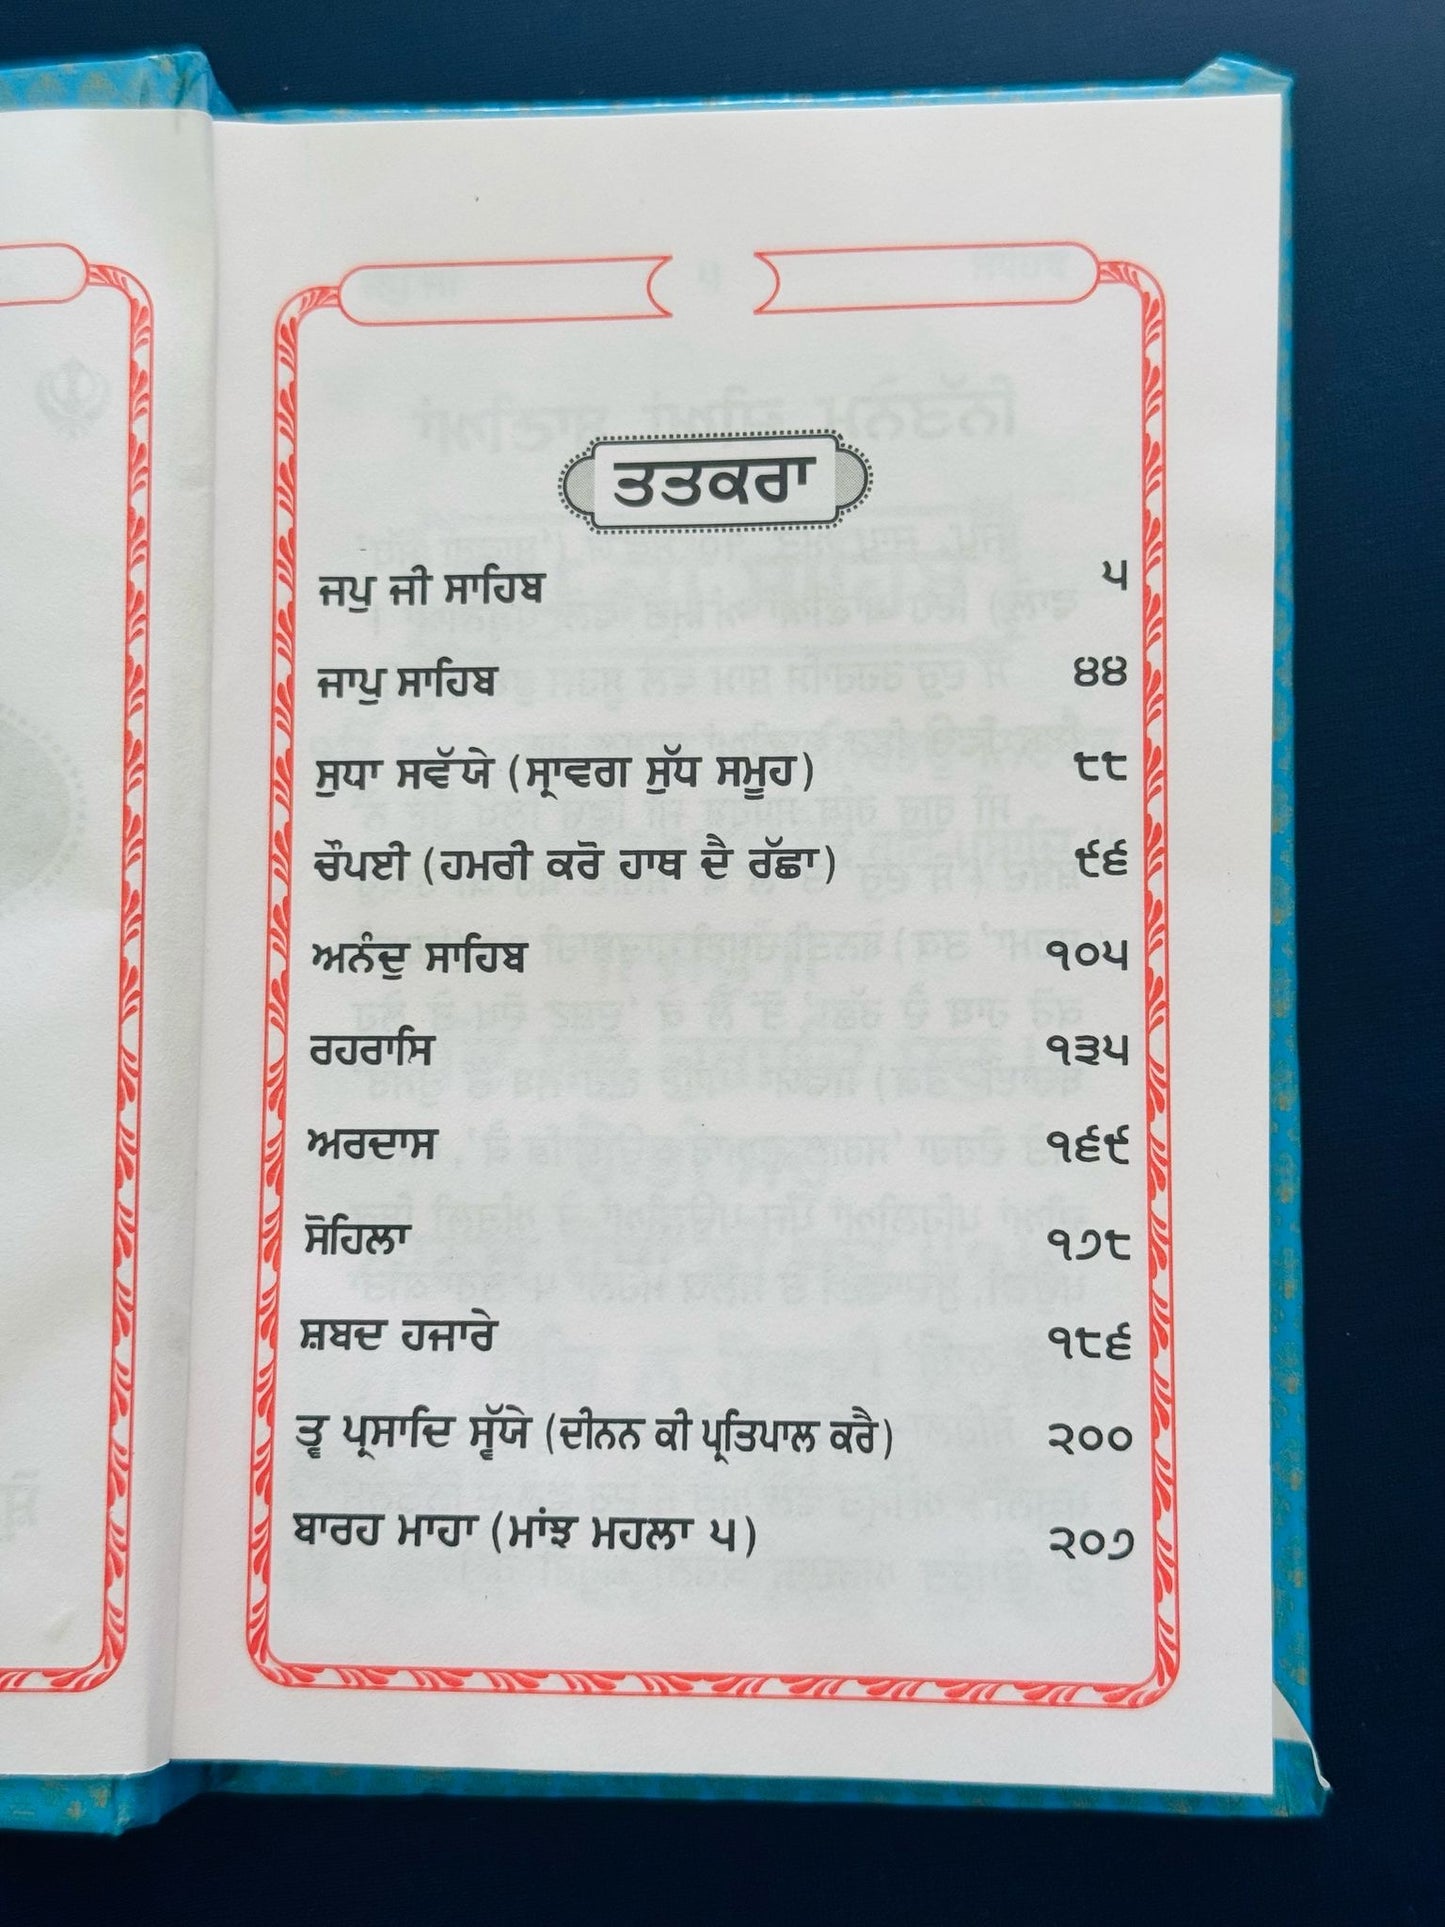 ਤਤਕਰਾ
ਜਪੁ ਜੀ ਸਾਹਿਬ ੫
ਜਾਪੁ ਸਾਹਿਬ ੪੪
ਸੁਧਾ ਸਵੱਯੇ (ਸ੍ਰਾਵਗ ਸੁੱਧ ਸਮੂਹ) ੮੮
ਚੌਪਈ (ਹਮਰੀ ਕਰੋ ਹਾਥ ਦੈ ਰੱਛਾ) ੯੬
ਅਨੰਦੁ ਸਾਹਿਬ ੧੦੫
ਰਹਰਾਸਿ ੧੩੫
ਅਰਦਾਸ ੧੬੯
ਸੋਹਿਲਾ ੧੭੮
ਸ਼ਬਦ ਹਜਾਰੇ ੧੮੬
ਤ੍ਵ ਪ੍ਰਸਾਦਿ ਸ੍ਵੱਯੇ (ਦੀਨਨ ਕੀ ਪ੍ਰਤਿਪਾਲ ਕਰੈ) ੨੦੦
ਬਾਰਹ ਮਾਹਾ (ਮਾਂਝ ਮਹਲਾ ੫) ੨੦੭